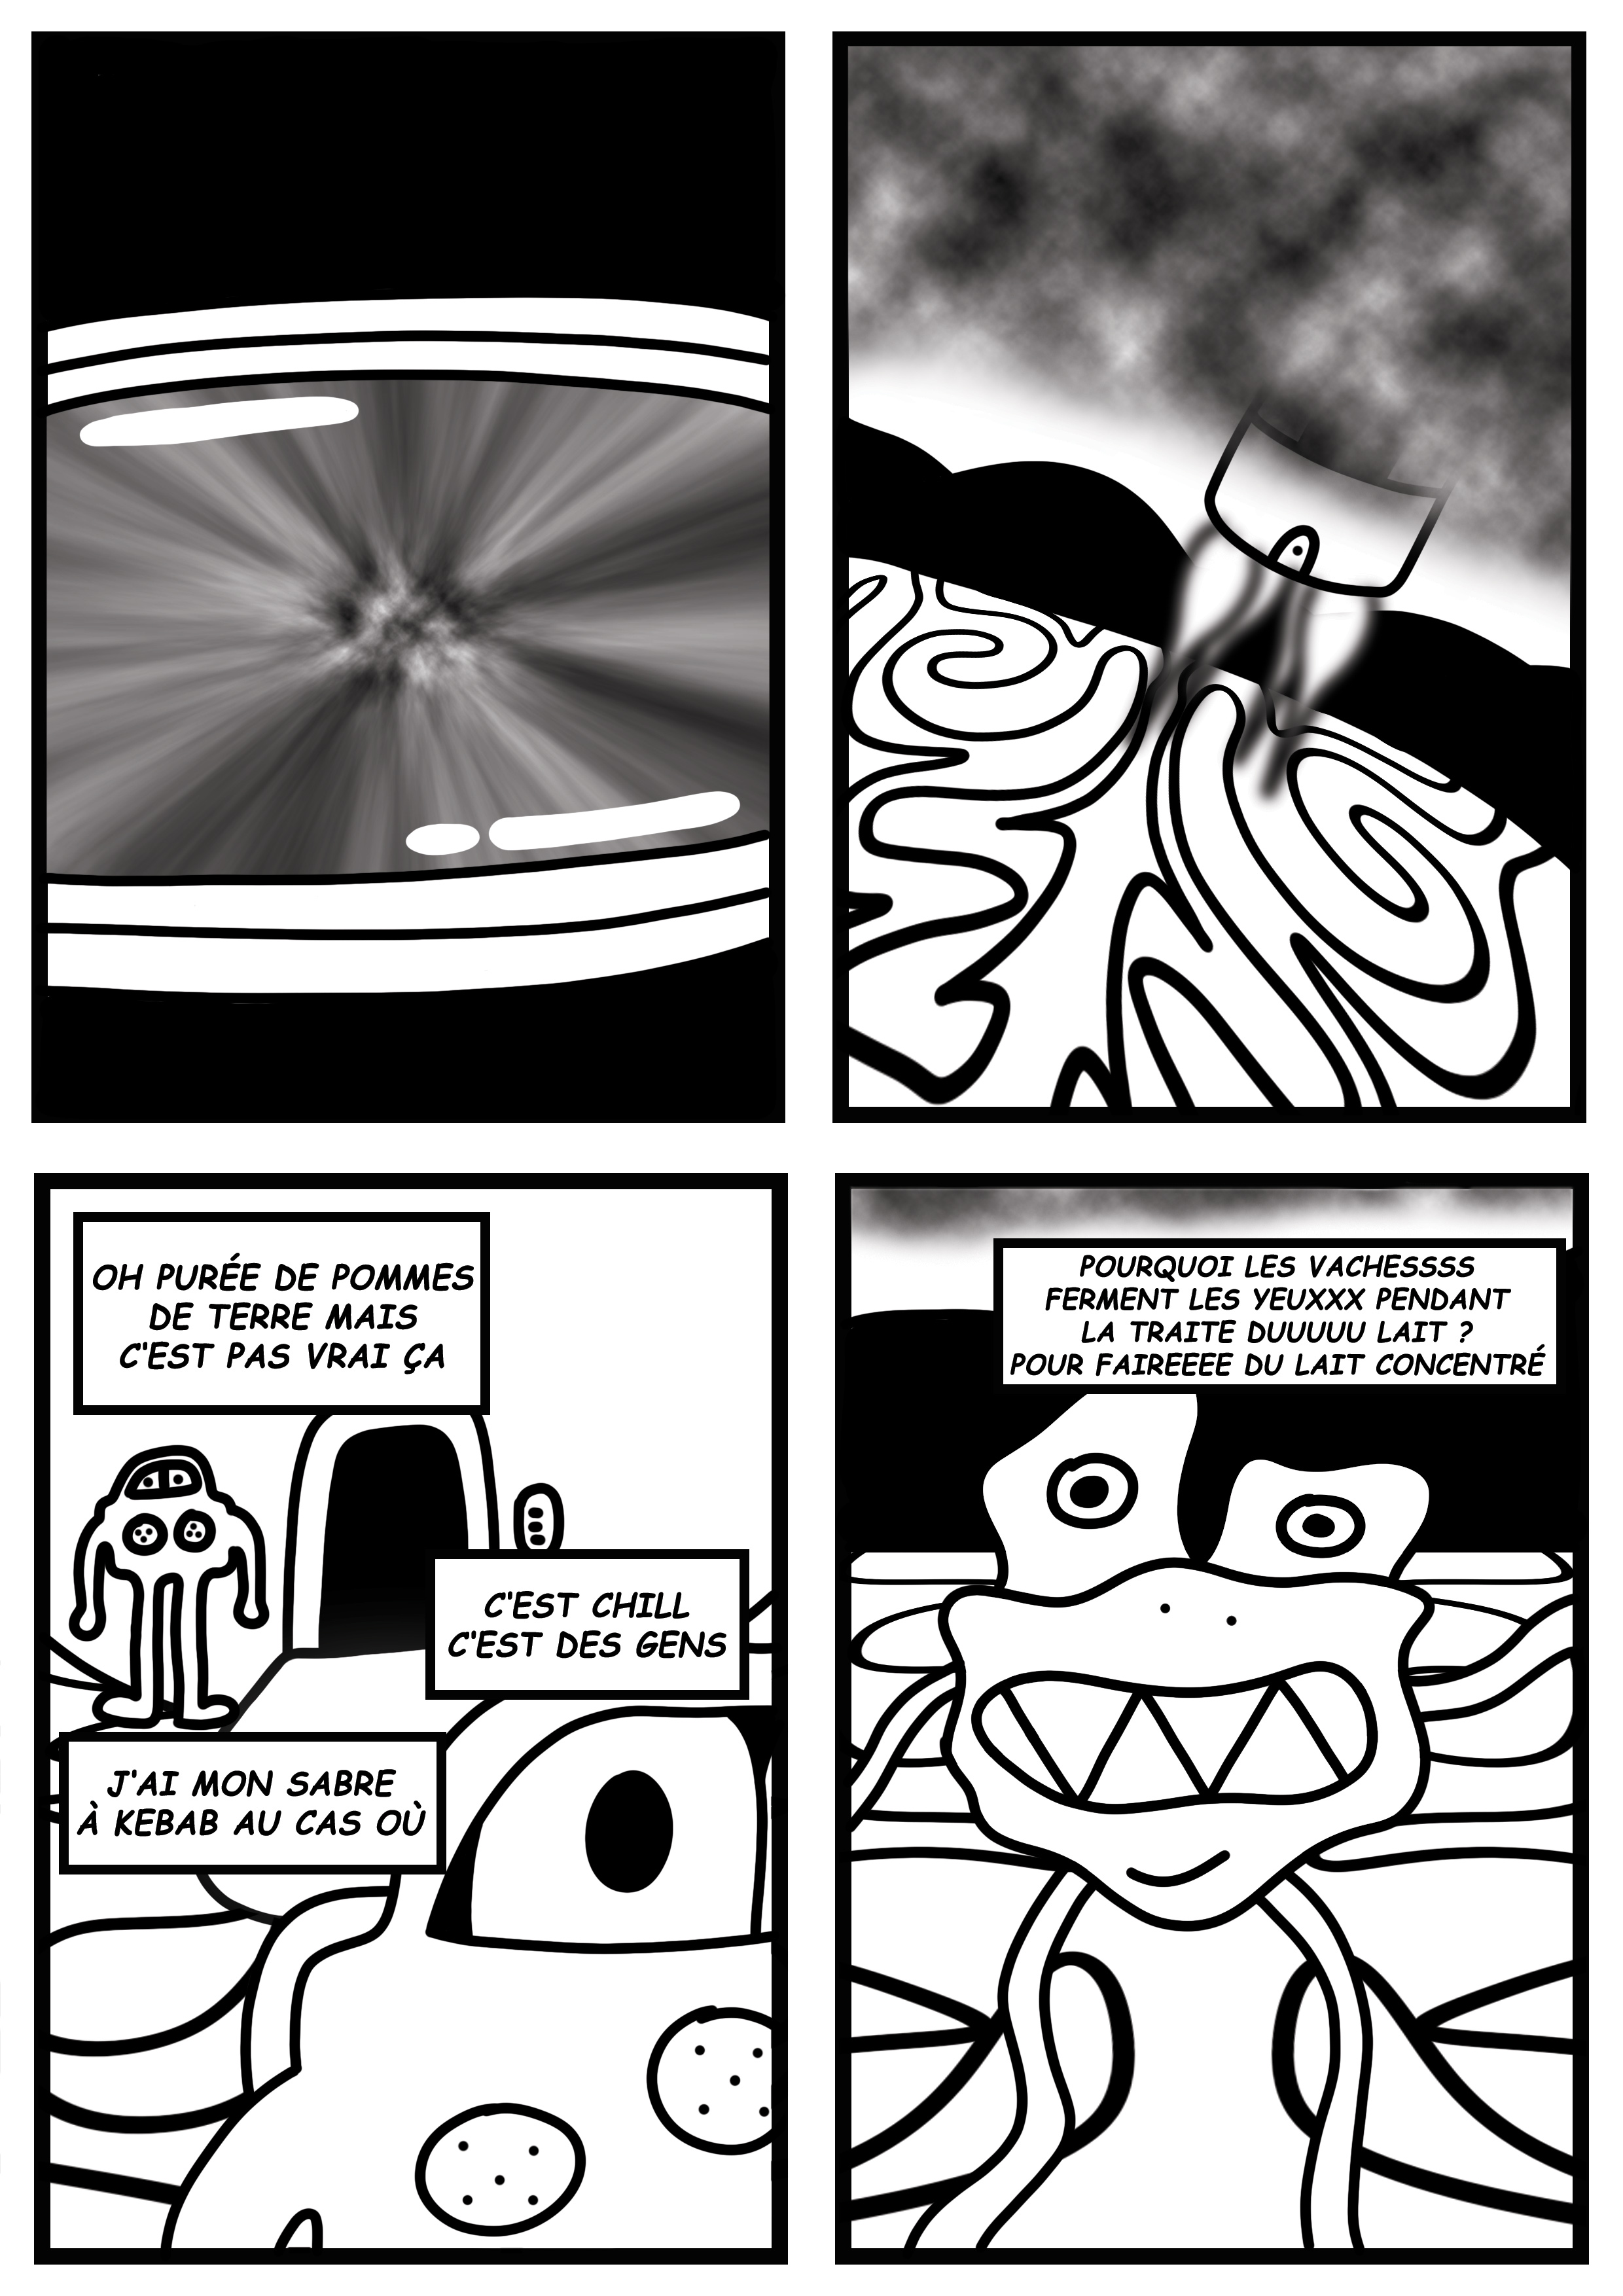 OH PURÉE DE POMMES
DE TERRE MAIS
C'EST PAS VRAI ÇA
C'EST CHILL
C'EST DES GENS
J'AI MON SABRE
À KEBAB AU CAS OÙ
POURQUOI LES VACHESSSS
FERMENT LES YEUXXX PENDANT
LA TRAITE DUUUUU LAIT ?
POUR FAIREEEE DU LAIT CONCENTRÉ